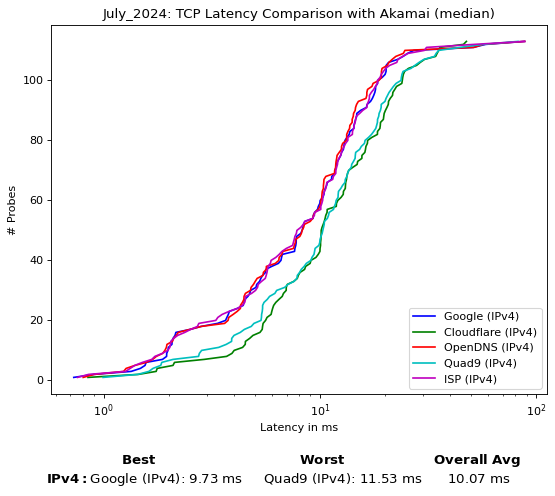 July_2024: TCP Latency Comparison with Akamai (median)
# Probes
100
80
60
40
20
0
Google (IPv4)
Cloudflare (IPv4)
OpenDNS (IPv4)
Quad9 (IPv4)
ISP (IPv4)
10⁰ 10¹ 10²
Latency in ms
Best Worst Overall Avg
IPv4: Google (IPv4): 9.73 ms Quad9 (IPv4): 11.53 ms 10.07 ms